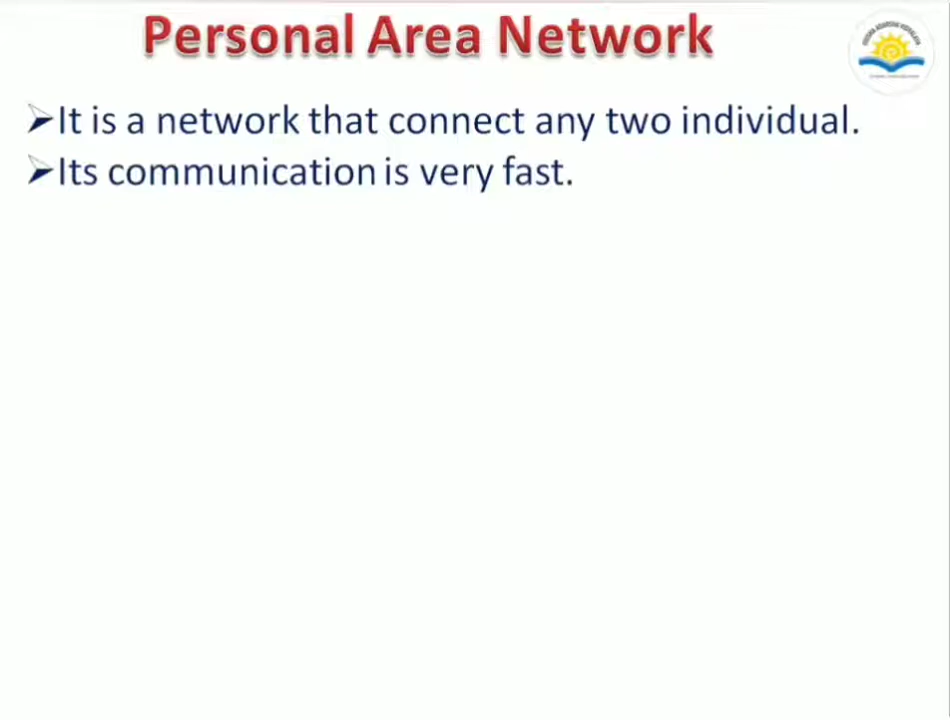 Personal Area Network
➢It is a network that connect any two individual.
➢Its communication is very fast.